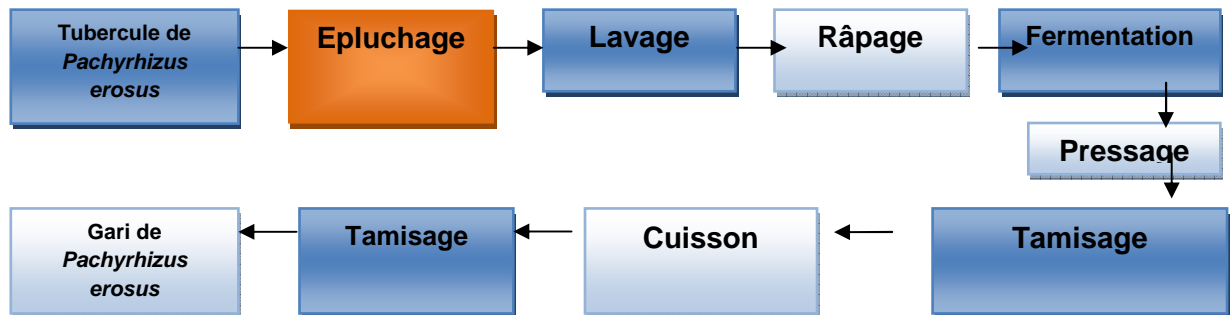 Tubercule de
Pachyrhizus
erosus
Epluchage
Lavage
Râpage
Fermentation
Pressage
Tamisage
Cuisson
Tamisage
Gari de
Pachyrhizus
erosus